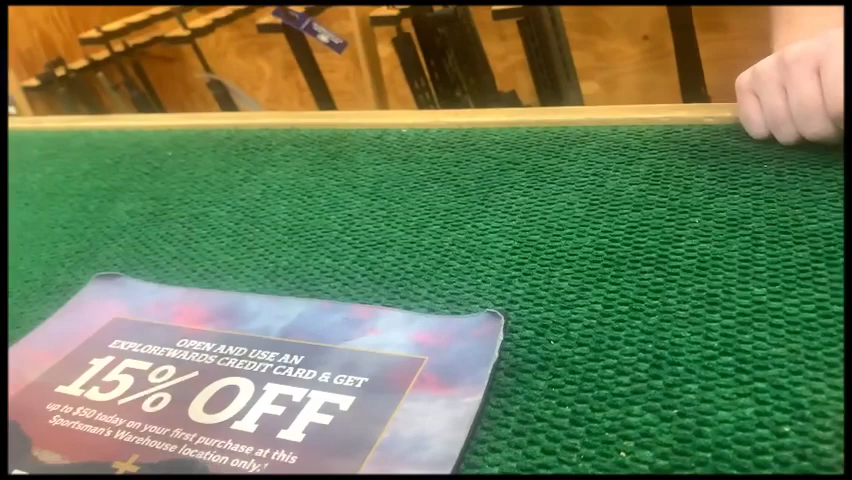 OPEN AND USE AN
EXPLOREWARDS CREDIT CARD & GET
15% OFF
up to $50 today on your first purchase at this
Sportsman's Warehouse location only.†
+